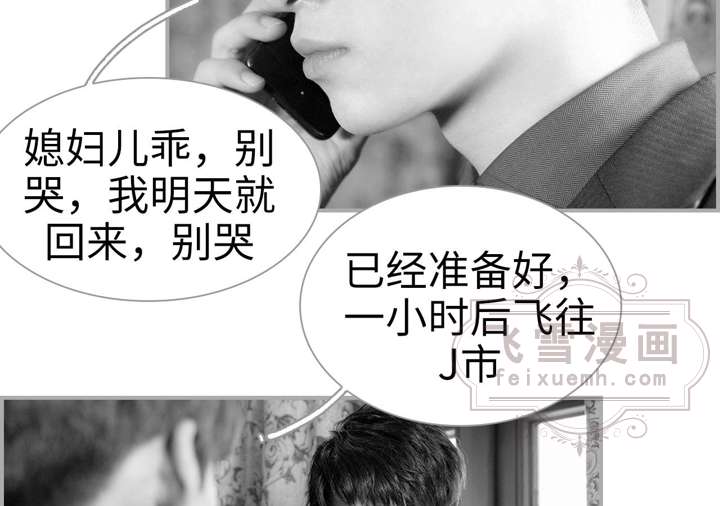 媳妇儿乖，别
哭，我明天就
回来，别哭
已经准备好，
一小时后飞往
J市
飞雪漫画
feixuemh.com